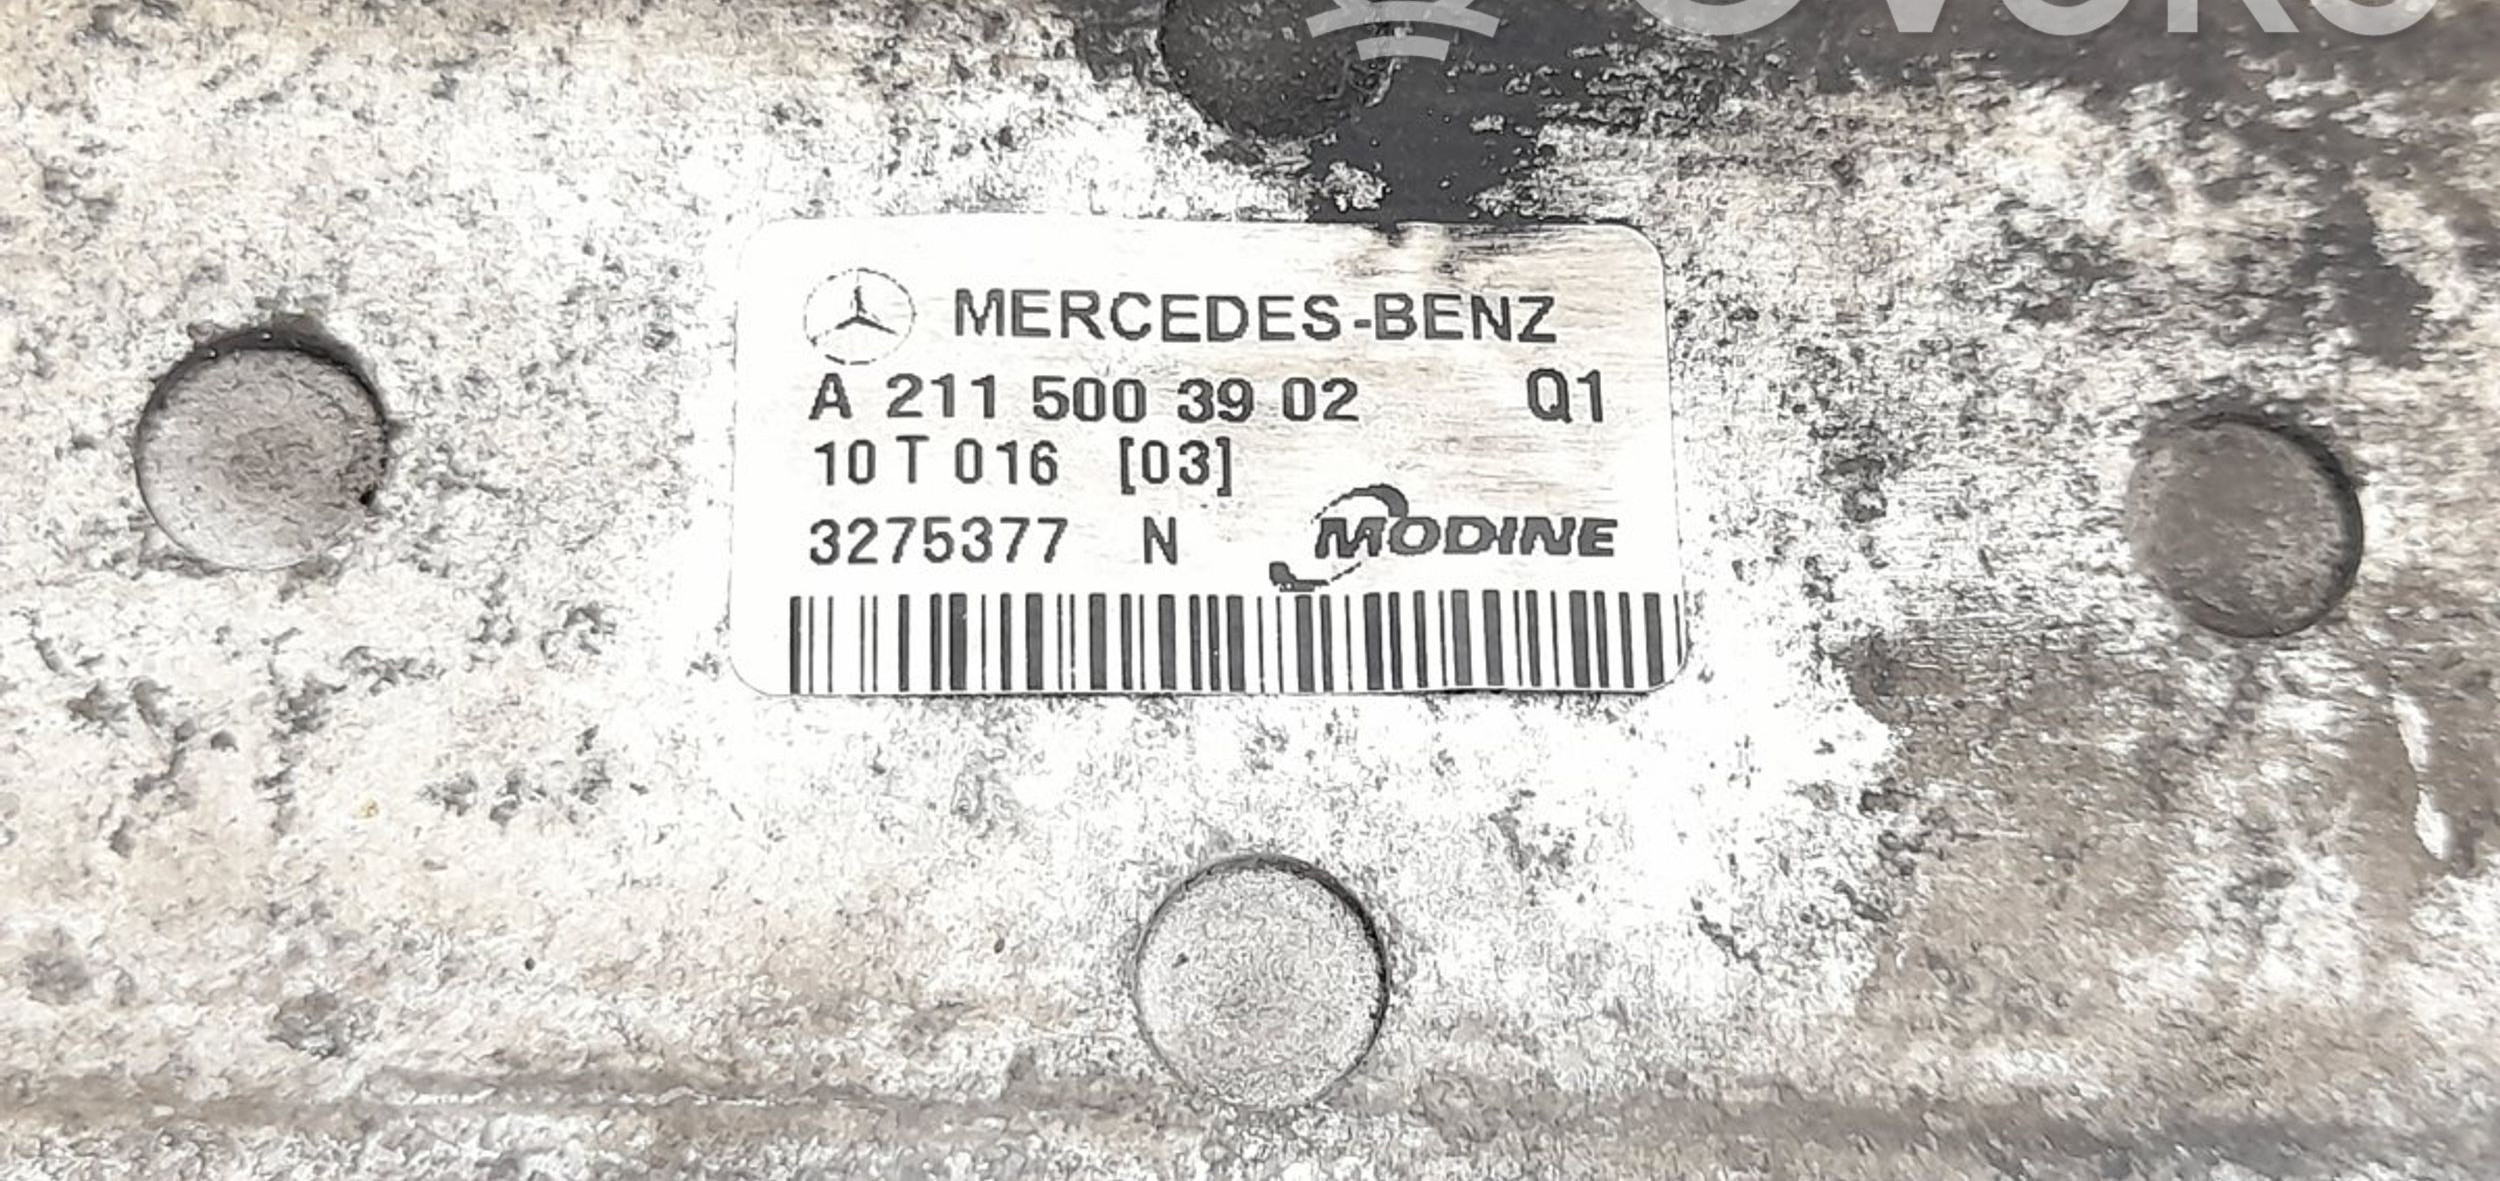 MERCEDES-BENZ
A 211 500 39 02 Q1
10 T 016 [03]
3275377 N MODINE